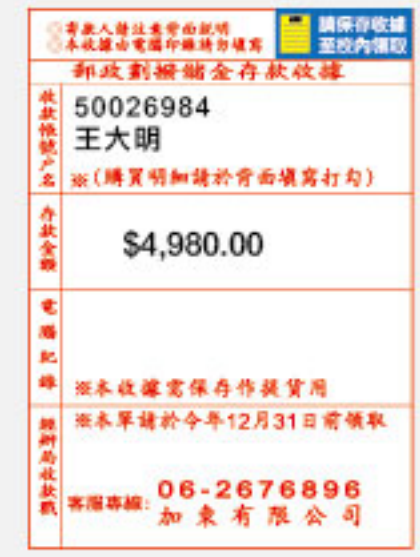 ◎寄款人請注意背面說明
◎本收據由電腦印錄請勿填寫
請保存收據
至校內領取
郵政劃撥儲金存款收據
收款帳號戶名
50026984
王大明
※(購買明細請於背面填寫打勾)
存款金額
$4,980.00
電腦紀錄
※本收據需保存作提貨用
經辦局收款戳
※本單請於今年12月31日前領取
客服專線: 06-2676896
加東有限公司